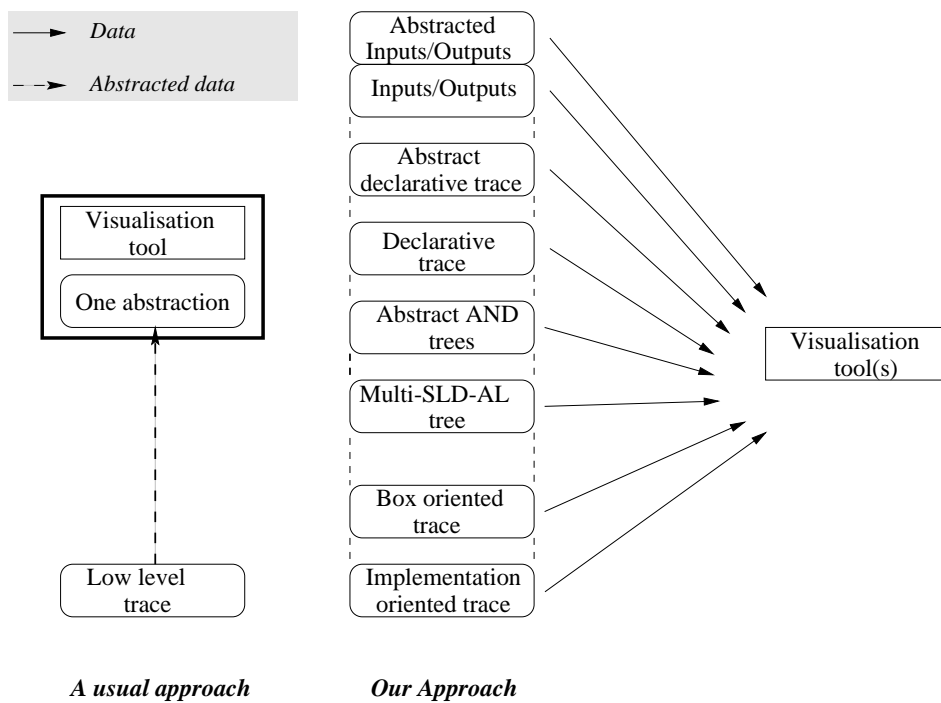 Data
Abstracted data
Visualisation
tool
One abstraction
Low level
trace
A usual approach
Abstracted
Inputs/Outputs
Inputs/Outputs
Abstract
declarative trace
Declarative
trace
Abstract AND
trees
Multi-SLD-AL
tree
Box oriented
trace
Implementation
oriented trace
Our Approach
Visualisation
tool(s)